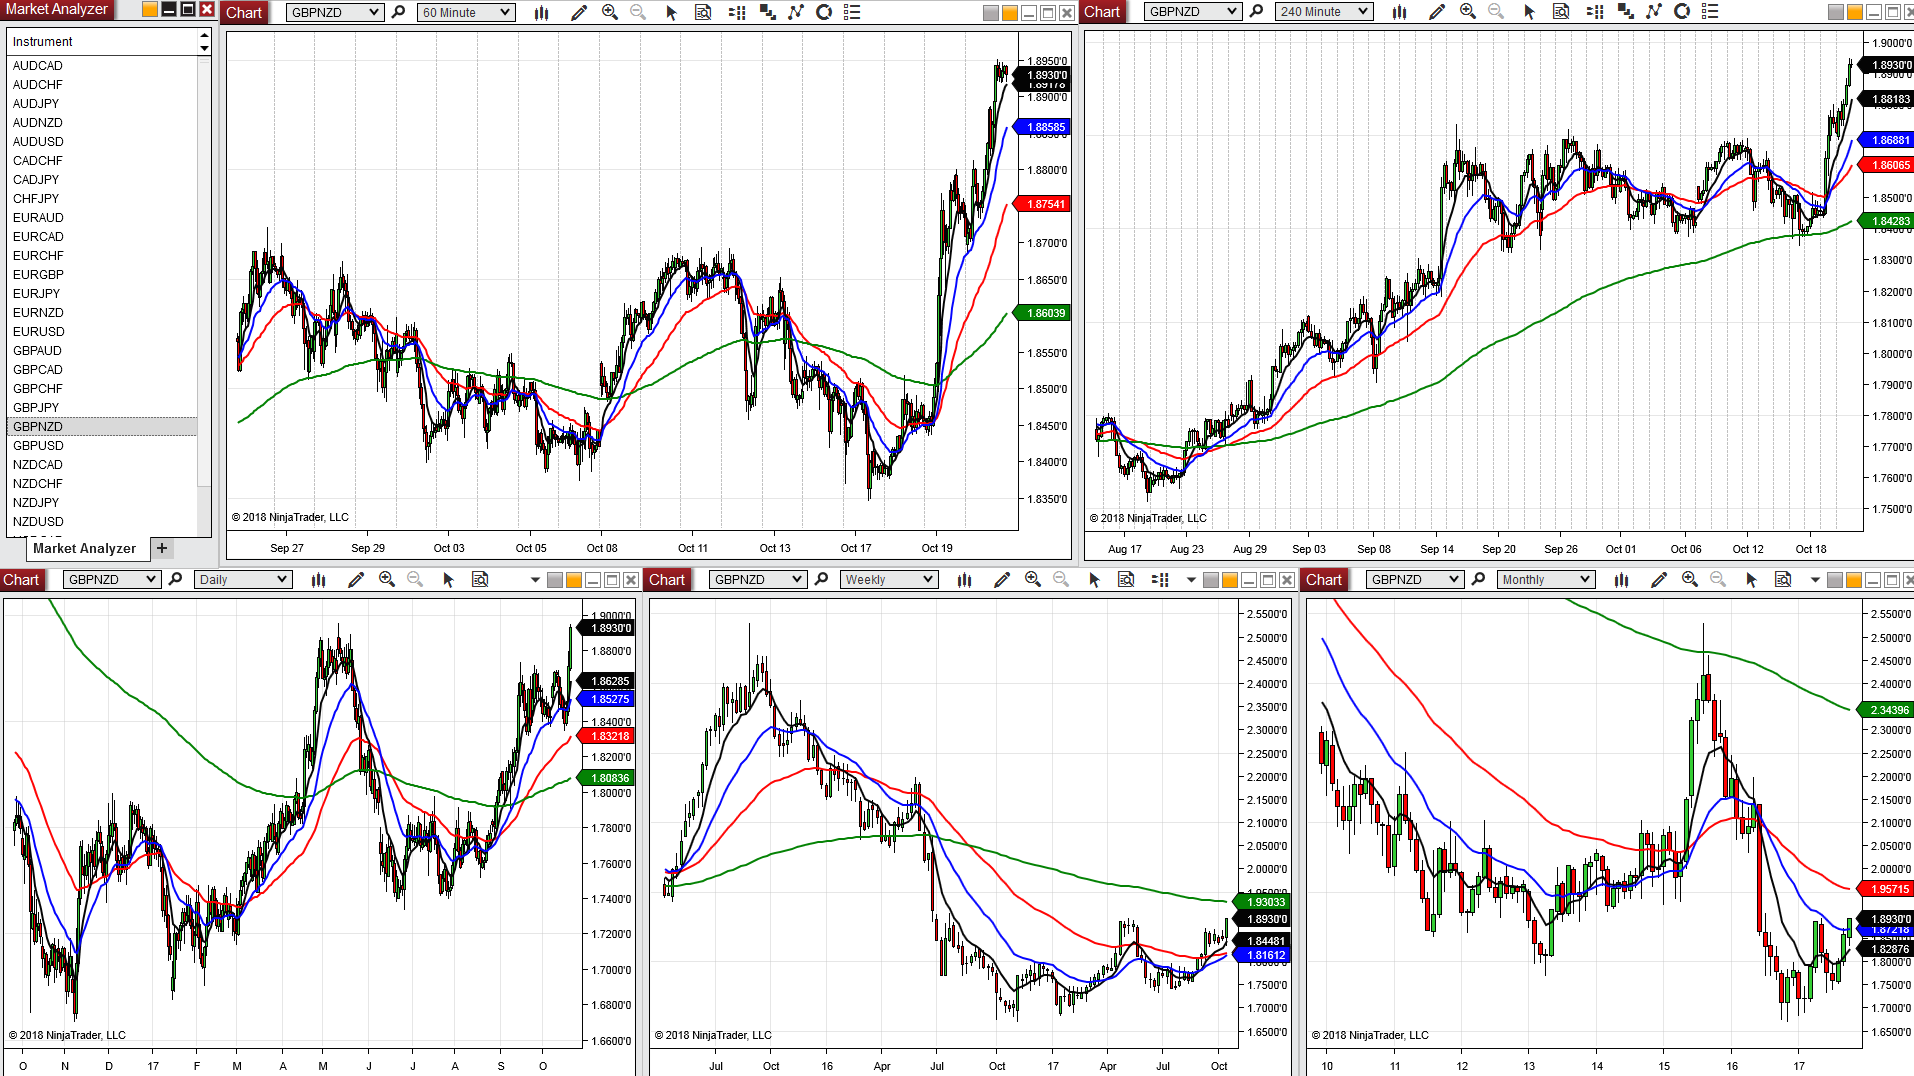 Market Analyzer
Instrument
AUDCAD
AUDCHF
AUDJPY
AUDNZD
AUDUSD
CADCHF
CADJPY
CHFJPY
EURAUD
EURCAD
EURCHF
EURGBP
EURJPY
EURNZD
EURUSD
GBPAUD
GBPCAD
GBPCHF
GBPJPY
GBPNZD
GBPUSD
NZDCAD
NZDCHF
NZDJPY
NZDUSD
Market Analyzer +
Chart GBPNZD 60 Minute
1.8950'0
1.8930'0
1.89178
1.8900'0
1.88585
1.8800'0
1.87541
1.8700'0
1.8650'0
1.86039
1.8550'0
1.8500'0
1.8450'0
1.8400'0
1.8350'0
© 2018 NinjaTrader, LLC
Sep 27 Sep 29 Oct 03 Oct 05 Oct 08 Oct 11 Oct 13 Oct 17 Oct 19
Chart GBPNZD 240 Minute
1.9000'0
1.8930'0
1.8900'0
1.88183
1.86881
1.86065
1.8500'0
1.84283
1.8400'0
1.8300'0
1.8200'0
1.8100'0
1.8000'0
1.7900'0
1.7800'0
1.7700'0
1.7600'0
1.7500'0
© 2018 NinjaTrader, LLC
Aug 17 Aug 23 Aug 29 Sep 03 Sep 08 Sep 14 Sep 20 Sep 26 Oct 01 Oct 06 Oct 12 Oct 18
Chart GBPNZD Daily
1.9000'0
1.8930'0
1.8800'0
1.86285
1.85275
1.8400'0
1.83218
1.8200'0
1.80836
1.8000'0
1.7800'0
1.7600'0
1.7400'0
1.7200'0
1.7000'0
1.6800'0
1.6600'0
© 2018 NinjaTrader, LLC
O N D 17 F M A M J J A S O
Chart GBPNZD Weekly
2.5500'0
2.5000'0
2.4500'0
2.4000'0
2.3500'0
2.3000'0
2.2500'0
2.2000'0
2.1500'0
2.1000'0
2.0500'0
2.0000'0
1.9500'0
1.93033
1.8930'0
1.84481
1.81612
1.7500'0
1.7000'0
1.6500'0
© 2018 NinjaTrader, LLC
Jul Oct 16 Apr Jul Oct 17 Apr Jul Oct
Chart GBPNZD Monthly
2.5500'0
2.5000'0
2.4500'0
2.4000'0
2.34396
2.3000'0
2.2500'0
2.2000'0
2.1500'0
2.1000'0
2.0500'0
2.0000'0
1.95715
1.8930'0
1.87218
1.82876
1.8000'0
1.7500'0
1.7000'0
1.6500'0
© 2018 NinjaTrader, LLC
10 11 12 13 14 15 16 17